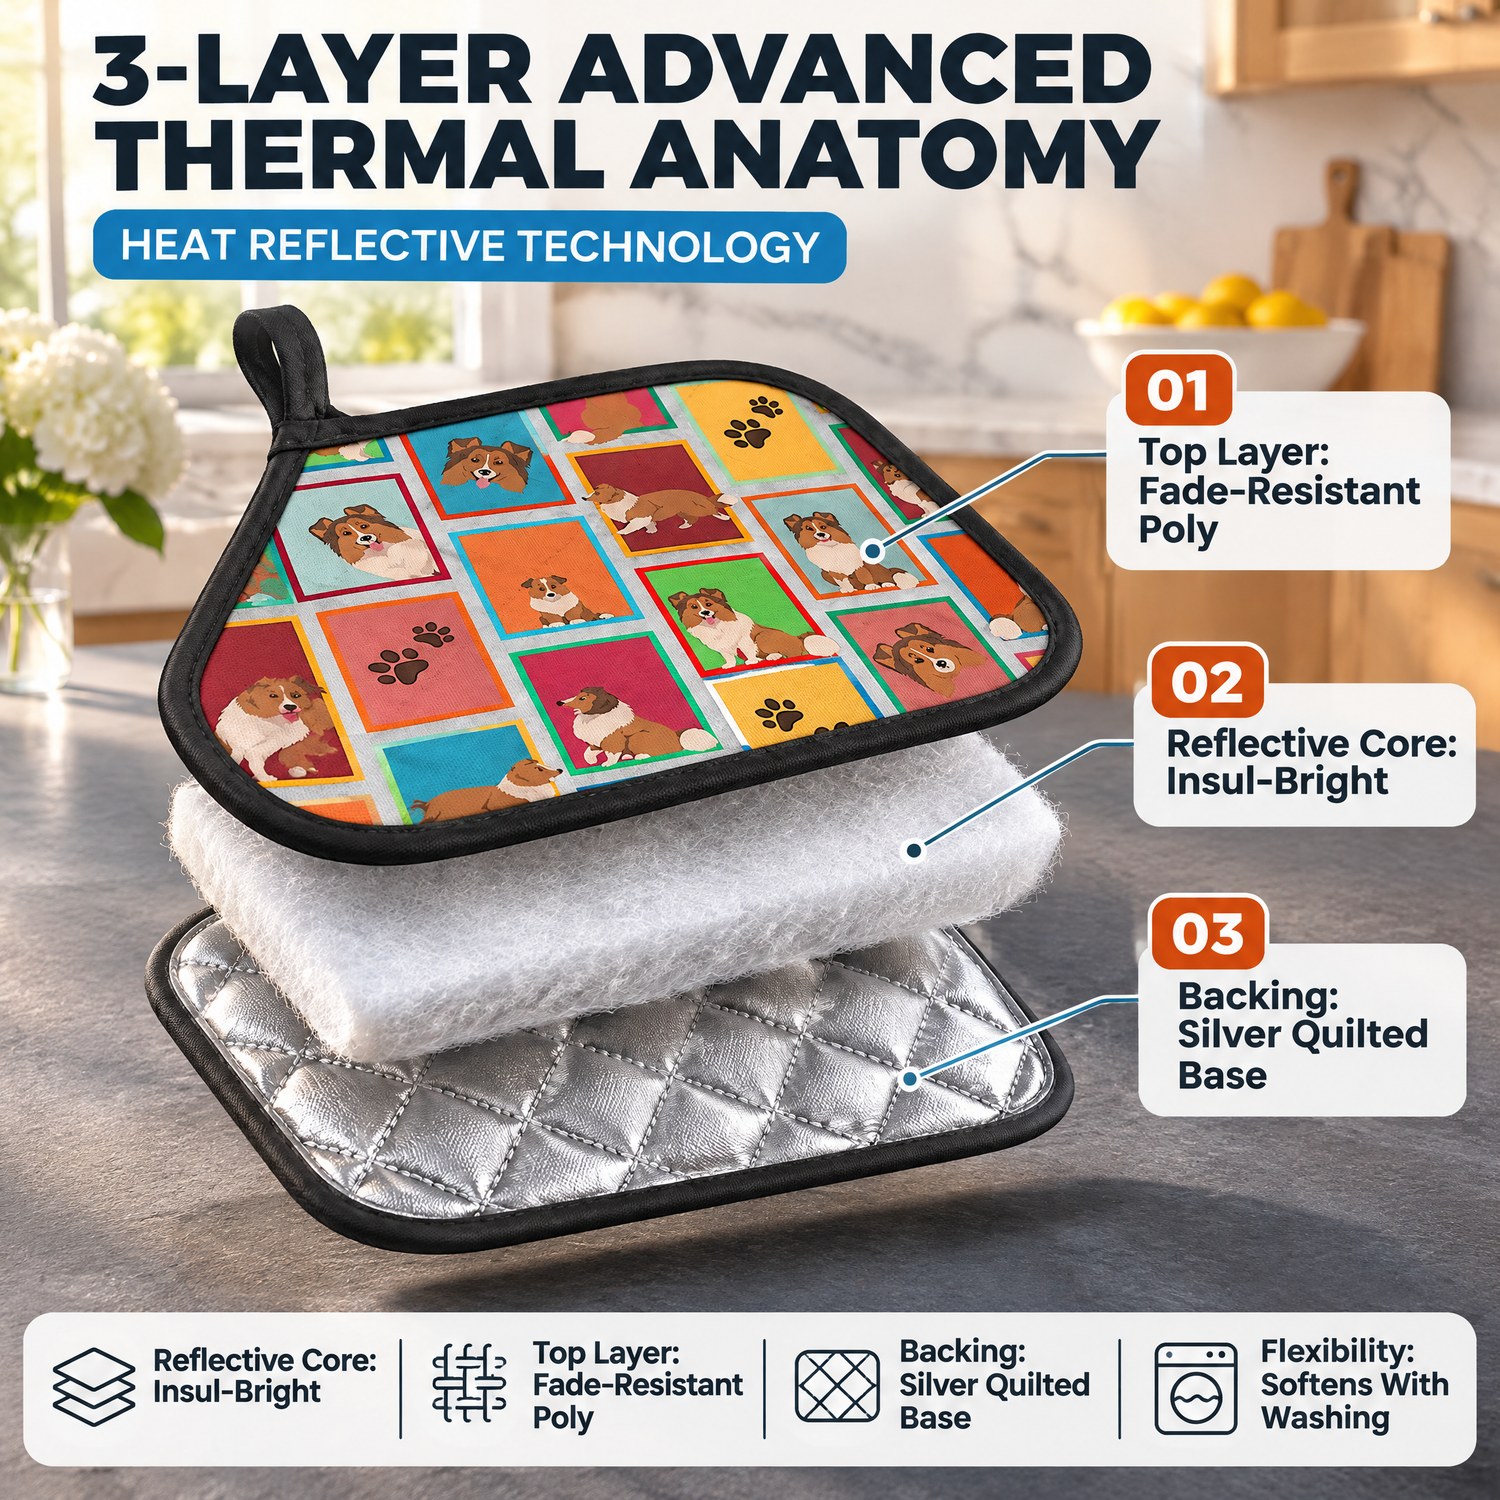 3-LAYER ADVANCED
THERMAL ANATOMY
HEAT REFLECTIVE TECHNOLOGY
01
Top Layer:
Fade-Resistant
Poly
02
Reflective Core:
Insul-Bright
03
Backing:
Silver Quilted
Base
Reflective Core:
Insul-Bright
Top Layer:
Fade-Resistant
Poly
Backing:
Silver Quilted
Base
Flexibility:
Softens With
Washing